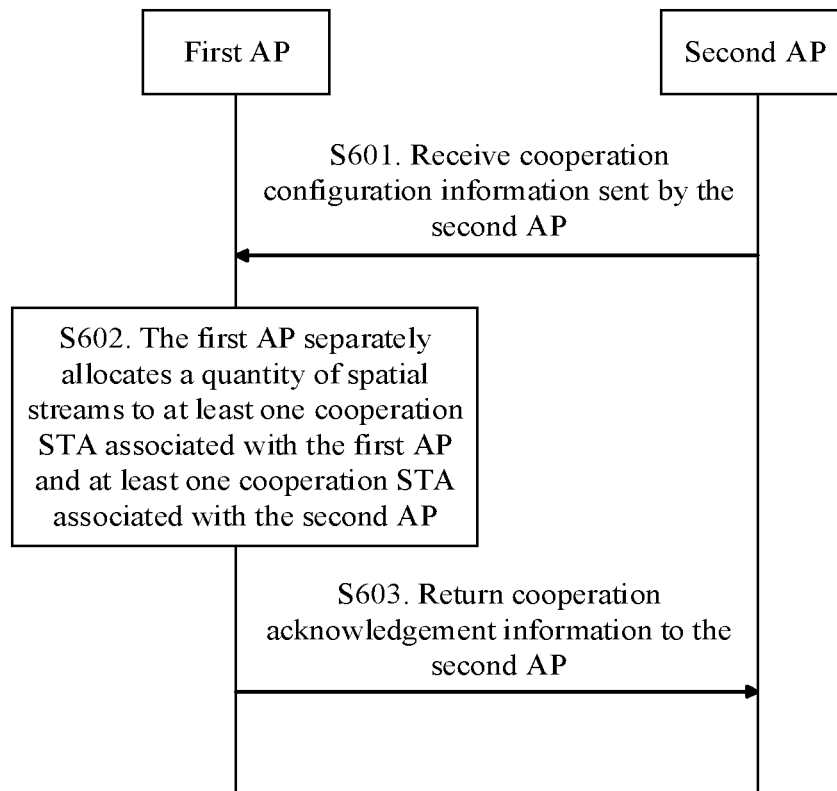 First AP
Second AP
S601. Receive cooperation
configuration information sent by the
second AP
S602. The first AP separately
allocates a quantity of spatial
streams to at least one cooperation
STA associated with the first AP
and at least one cooperation STA
associated with the second AP
S603. Return cooperation
acknowledgement information to the
second AP